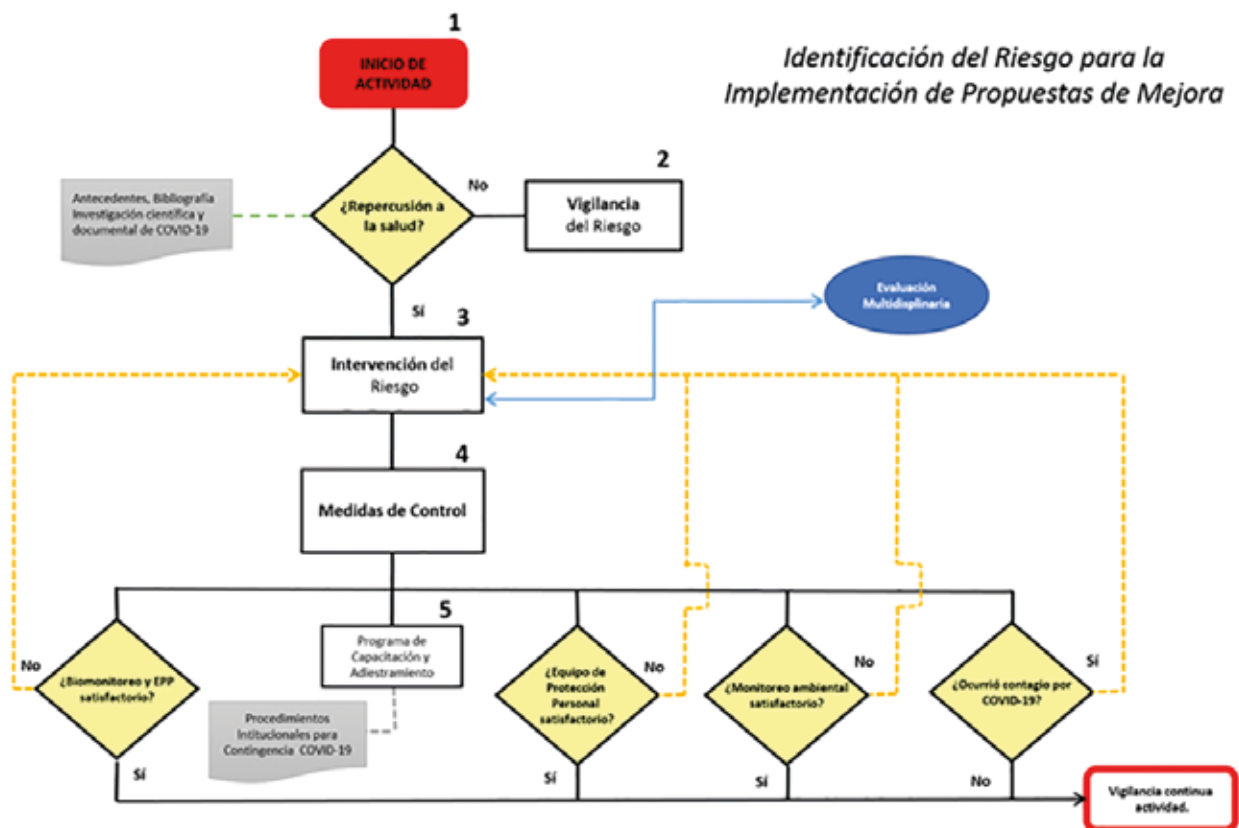 1
INICIO DE
ACTIVIDAD
Identificación del Riesgo para la
Implementación de Propuestas de Mejora
Antecedentes, Bibliografía
Investigación científica y
documental de COVID-19
¿Repercusión a
la salud?
No
2
Vigilancia
del Riesgo
Sí
Evaluación
Multidisplinaria
3
Intervención del
Riesgo
4
Medidas de Control
5
Programa de
Capacitación y
Adiestramiento
No
¿Biomonitoreo y EPP
satisfactorio?
¿Equipo de
Protección
Personal
satisfactorio?
No
¿Monitoreo ambiental
satisfactorio?
No
¿Ocurrió contagio por
COVID-19?
Sí
Procedimientos
Intitucionales para
Contingencia COVID-19
Sí
Sí
Sí
No
Vigilancia continua
actividad.